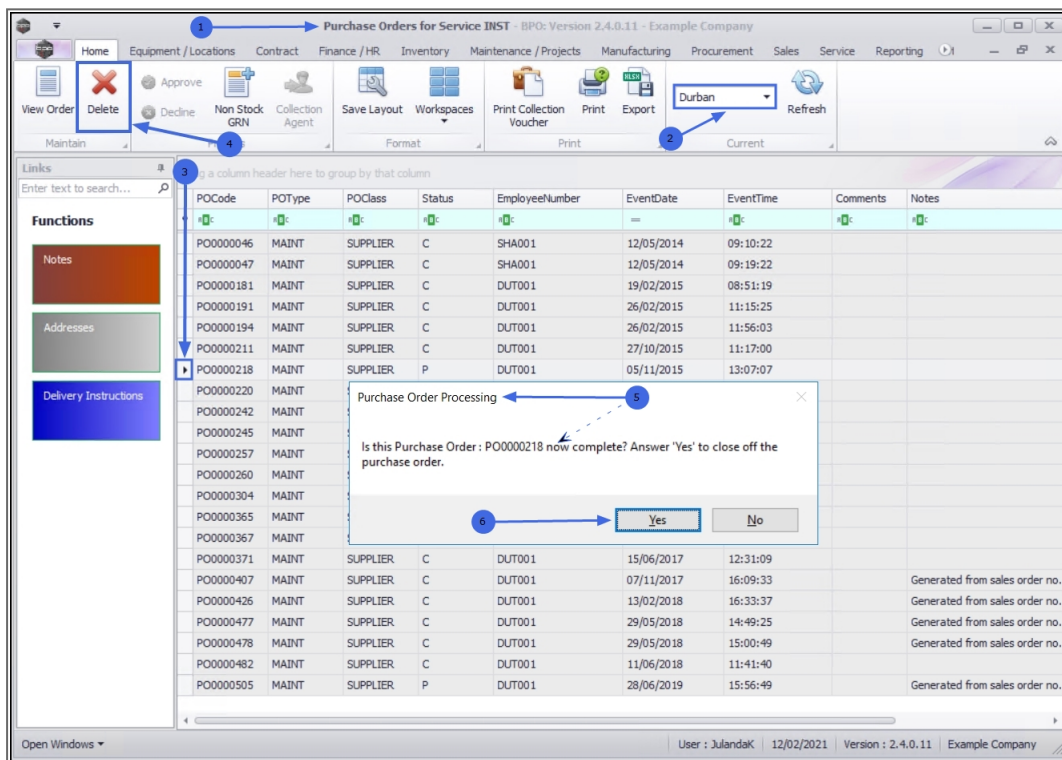 Purchase Orders for Service INST - BPO: Version 2.4.0.11 - Example Company
1
Home Equipment / Locations Contract Finance / HR Inventory Maintenance / Projects Manufacturing Procurement Sales Service Reporting
View Order Delete Approve Decline Non Stock GRN Collection Agent Save Layout Workspaces Print Collection Voucher Print Export Durban Refresh
Maintain 4 Format Print 2 Current
Links 3 a column header here to group by that column
Enter text to search...
POCode POType POClass Status EmployeeNumber EventDate EventTime Comments Notes
Functions
PO0000046 MAINT SUPPLIER C SHA001 12/05/2014 09:10:22
Notes
PO0000047 MAINT SUPPLIER C SHA001 12/05/2014 09:19:22
PO0000181 MAINT SUPPLIER C DUT001 19/02/2015 08:51:19
PO0000191 MAINT SUPPLIER C DUT001 26/02/2015 11:15:25
Addresses
PO0000194 MAINT SUPPLIER C DUT001 26/02/2015 11:56:03
PO0000211 MAINT SUPPLIER C DUT001 27/10/2015 11:17:00
PO0000218 MAINT SUPPLIER P DUT001 05/11/2015 13:07:07
PO0000220 MAINT
Delivery Instructions
PO0000242 MAINT
PO0000245 MAINT
PO0000257 MAINT
PO0000260 MAINT
PO0000304 MAINT
PO0000365 MAINT
PO0000367 MAINT
Purchase Order Processing 5
Is this Purchase Order : PO0000218 now complete? Answer 'Yes' to close off the
purchase order.
6 Yes No
PO0000371 MAINT SUPPLIER C DUT001 15/06/2017 12:31:09
PO0000407 MAINT SUPPLIER C DUT001 07/11/2017 16:09:33 Generated from sales order no.
PO0000426 MAINT SUPPLIER C DUT001 13/02/2018 16:33:37 Generated from sales order no.
PO0000477 MAINT SUPPLIER C DUT001 29/05/2018 14:49:25 Generated from sales order no.
PO0000478 MAINT SUPPLIER C DUT001 29/05/2018 15:00:49 Generated from sales order no.
PO0000482 MAINT SUPPLIER C DUT001 11/06/2018 11:41:40
PO0000505 MAINT SUPPLIER P DUT001 28/06/2019 15:56:49 Generated from sales order no.
Open Windows User : JulandaK 12/02/2021 Version : 2.4.0.11 Example Company